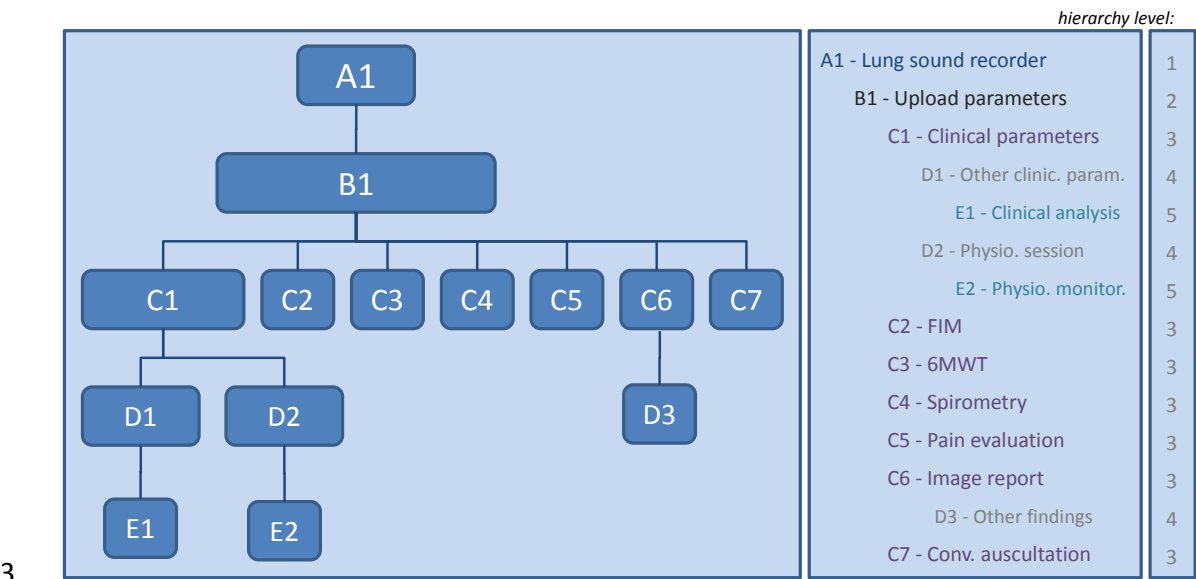 hierarchy level:
A1
B1
C1 C2 C3 C4 C5 C6 C7
D1 D2 D3
E1 E2
A1 - Lung sound recorder 1
B1 - Upload parameters 2
C1 - Clinical parameters 3
D1 - Other clinic. param. 4
E1 - Clinical analysis 5
D2 - Physio. session 4
E2 - Physio. monitor. 5
C2 - FIM 3
C3 - 6MWT 3
C4 - Spirometry 3
C5 - Pain evaluation 3
C6 - Image report 3
D3 - Other findings 4
C7 - Conv. auscultation 3
3